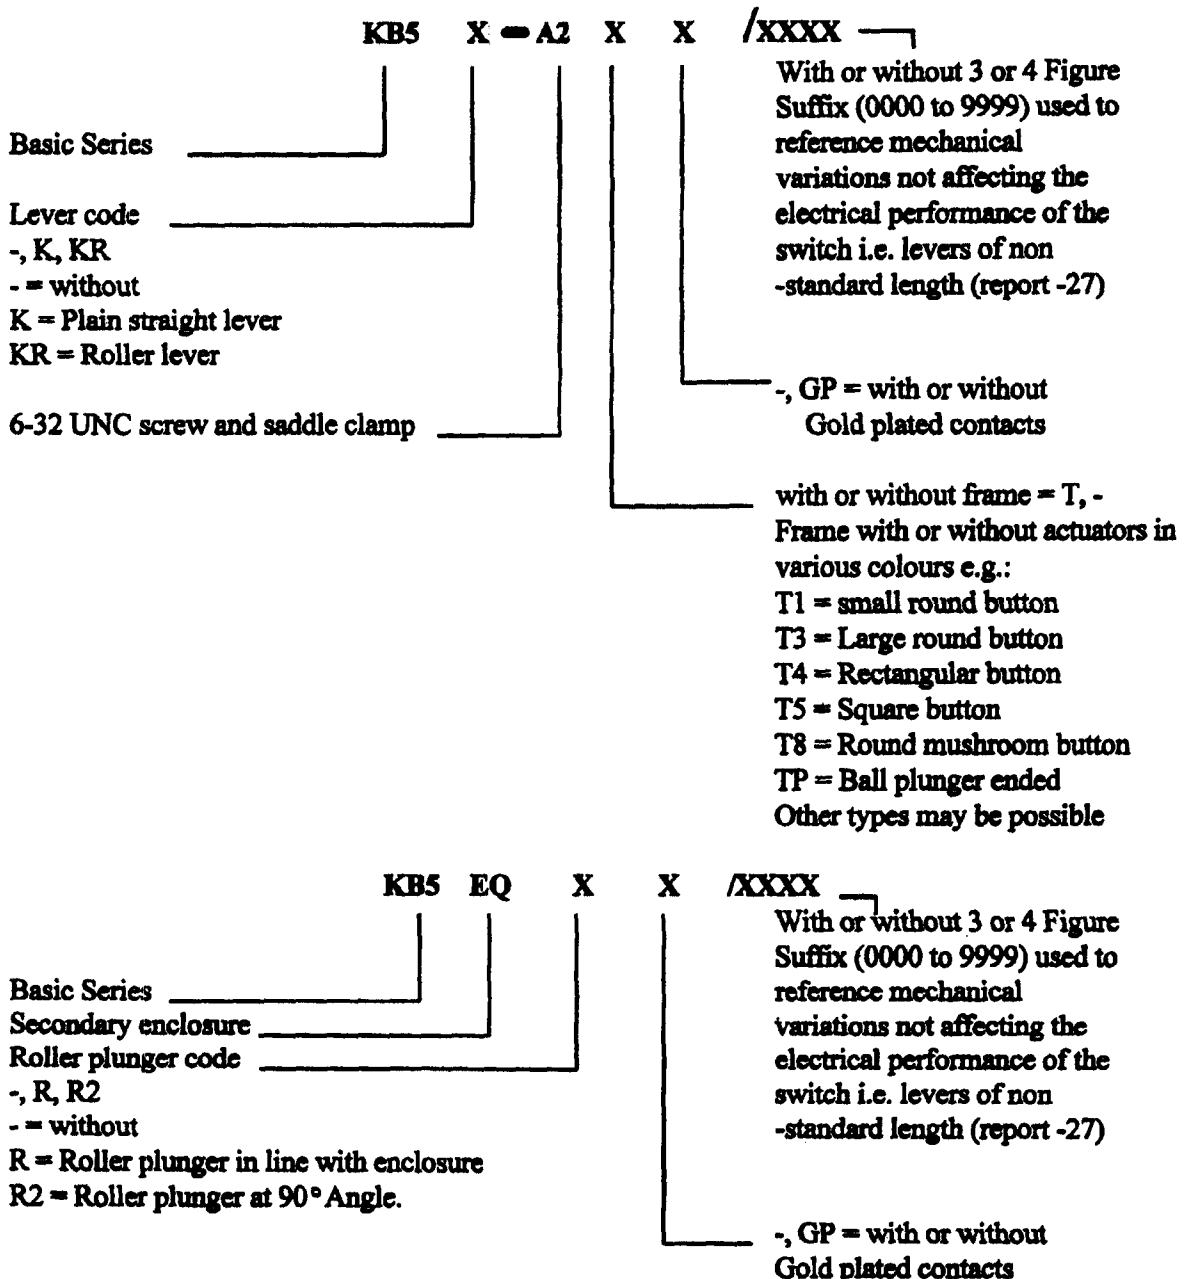 KB5 X - A2 X X /XXXX
With or without 3 or 4 Figure
Suffix (0000 to 9999) used to
reference mechanical
variations not affecting the
electrical performance of the
switch i.e. levers of non
-standard length (report -27)
Basic Series
Lever code
-, K, KR
- = without
K = Plain straight lever
KR = Roller lever
6-32 UNC screw and saddle clamp
-, GP = with or without
Gold plated contacts
with or without frame = T, -
Frame with or without actuators in
various colours e.g.:
T1 = small round button
T3 = Large round button
T4 = Rectangular button
T5 = Square button
T8 = Round mushroom button
TP = Ball plunger ended
Other types may be possible
KB5 EQ X X /XXXX
With or without 3 or 4 Figure
Suffix (0000 to 9999) used to
reference mechanical
variations not affecting the
electrical performance of the
switch i.e. levers of non
-standard length (report -27)
Basic Series
Secondary enclosure
Roller plunger code
-, R, R2
- = without
R = Roller plunger in line with enclosure
R2 = Roller plunger at 90° Angle.
-, GP = with or without
Gold plated contacts